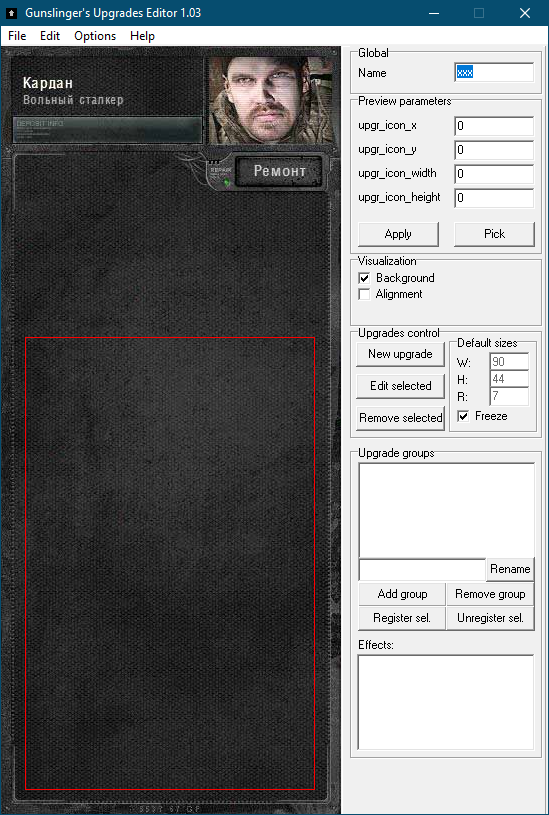 Gunslinger's Upgrades Editor 1.03
File Edit Options Help
Кардан
Вольный сталкер
DEPOSIT INFO
REPAIR
Ремонт
Global
Name xxx
Preview parameters
upgr_icon_x 0
upgr_icon_y 0
upgr_icon_width 0
upgr_icon_height 0
Apply Pick
Visualization
Background
Alignment
Upgrades control
New upgrade
Edit selected
Remove selected
Default sizes
W: 90
H: 44
R: 7
Freeze
Upgrade groups
Rename
Add group Remove group
Register sel. Unregister sel.
Effects: